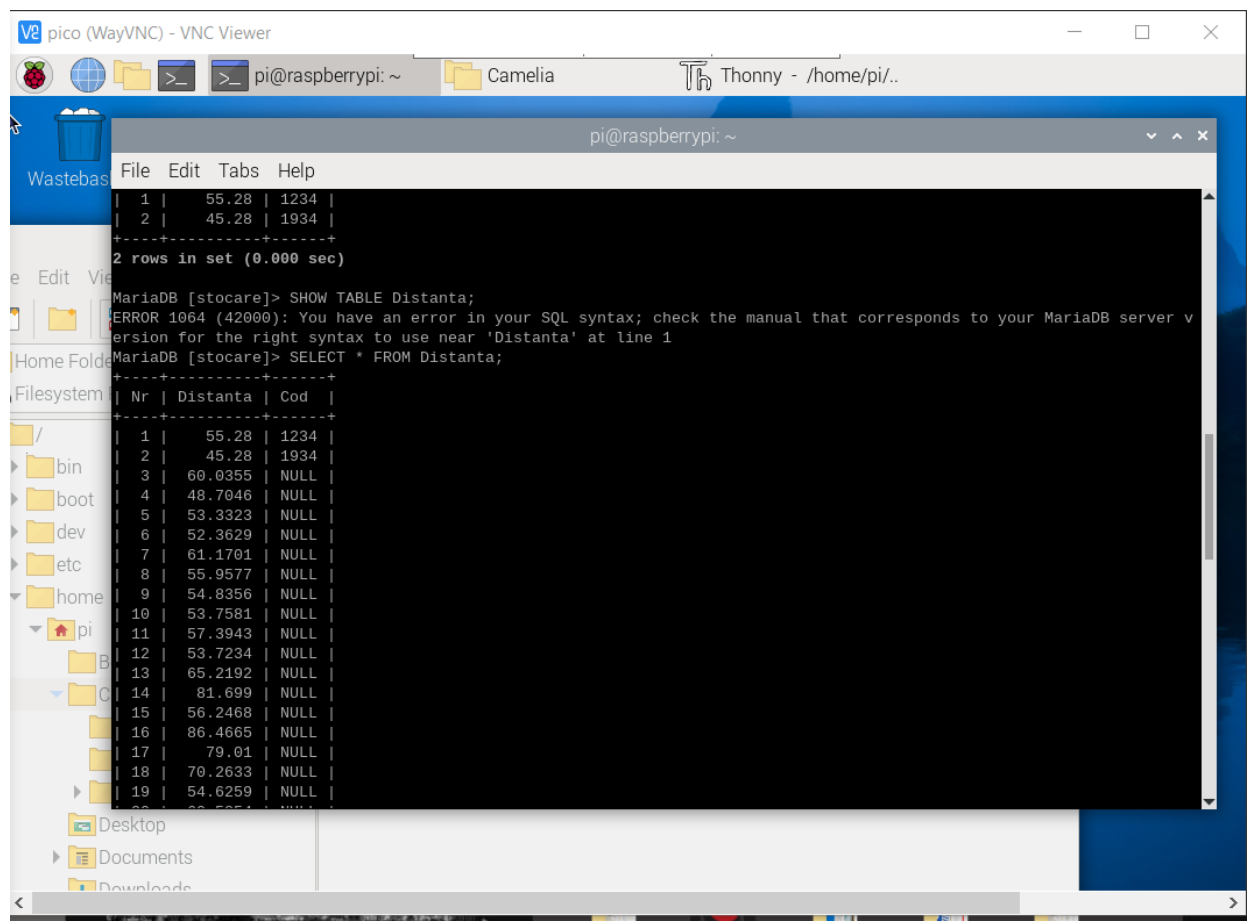 pico (WayVNC) - VNC Viewer
pi@raspberrypi: ~ Camelia Thonny - /home/pi/..
pi@raspberrypi: ~
Wastebas
File Edit Tabs Help
| 1 | 55.28 | 1234 |
| 2 | 45.28 | 1934 |
+----+----------+------+
2 rows in set (0.000 sec)
MariaDB [stocare]> SHOW TABLE Distanta;
ERROR 1064 (42000): You have an error in your SQL syntax; check the manual that corresponds to your MariaDB server v
ersion for the right syntax to use near 'Distanta' at line 1
MariaDB [stocare]> SELECT * FROM Distanta;
+----+----------+------+
| Nr | Distanta | Cod |
+----+----------+------+
| 1 | 55.28 | 1234 |
| 2 | 45.28 | 1934 |
| 3 | 60.0355 | NULL |
| 4 | 48.7046 | NULL |
| 5 | 53.3323 | NULL |
| 6 | 52.3629 | NULL |
| 7 | 61.1701 | NULL |
| 8 | 55.9577 | NULL |
| 9 | 54.8356 | NULL |
| 10 | 53.7581 | NULL |
| 11 | 57.3943 | NULL |
| 12 | 53.7234 | NULL |
| 13 | 65.2192 | NULL |
| 14 | 81.699 | NULL |
| 15 | 56.2468 | NULL |
| 16 | 86.4665 | NULL |
| 17 | 79.01 | NULL |
| 18 | 70.2633 | NULL |
| 19 | 54.6259 | NULL |
e Edit Vie
Home Folde
Filesystem
/
bin
boot
dev
etc
home
pi
B
C
Desktop
Documents
Downloads